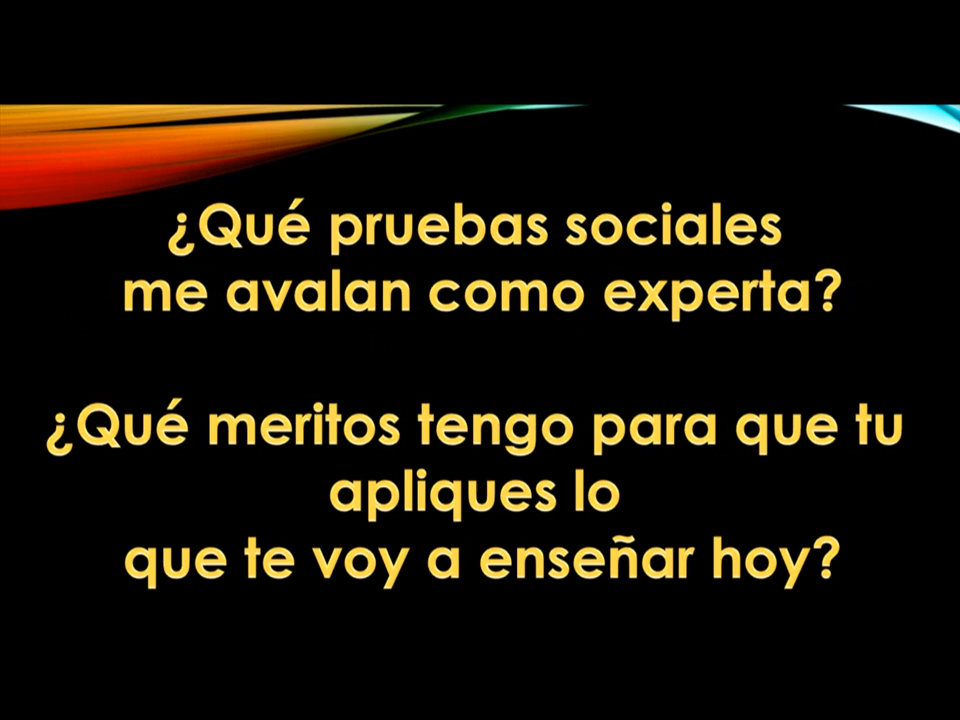 ¿Qué pruebas sociales
me avalan como experta?
¿Qué meritos tengo para que tu
apliques lo
que te voy a enseñar hoy?